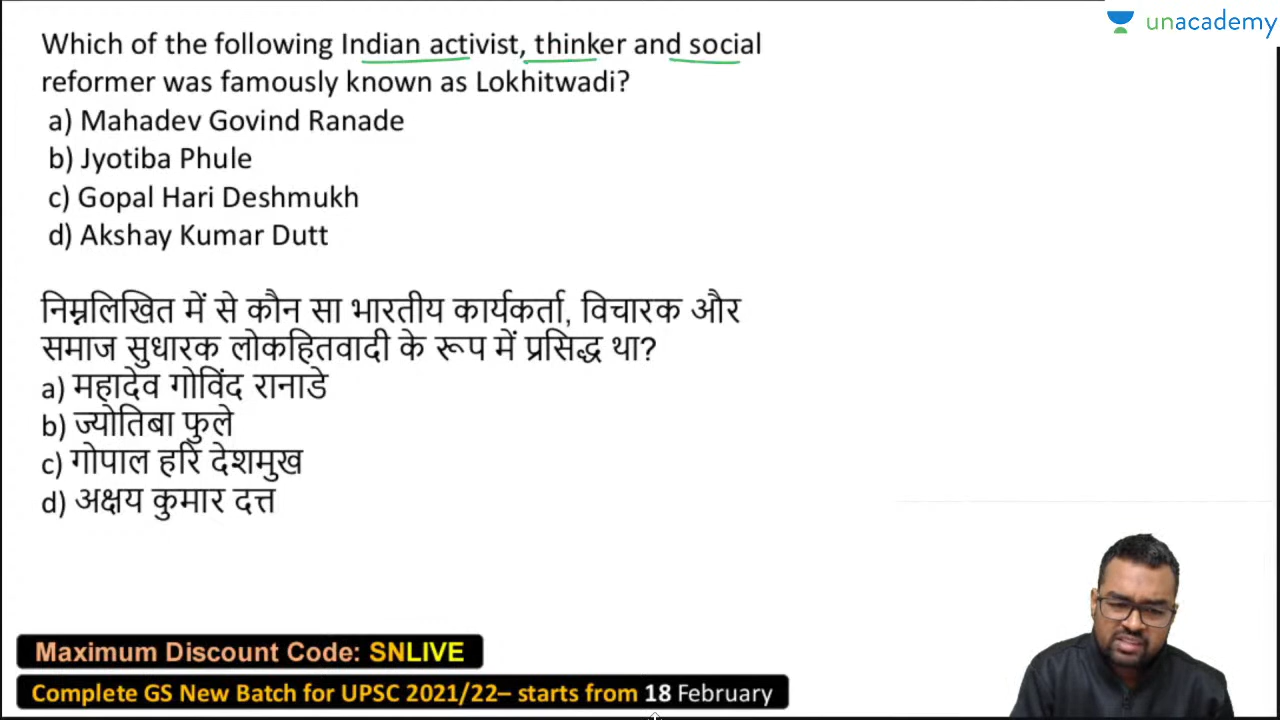 unacademy
Which of the following Indian activist, thinker and social
reformer was famously known as Lokhitwadi?
a) Mahadev Govind Ranade
b) Jyotiba Phule
c) Gopal Hari Deshmukh
d) Akshay Kumar Dutt
निम्नलिखित में से कौन सा भारतीय कार्यकर्ता, विचारक और
समाज सुधारक लोकहितवादी के रूप में प्रसिद्ध था?
a) महादेव गोविंद रानाडे
b) ज्योतिबा फुले
c) गोपाल हरि देशमुख
d) अक्षय कुमार दत्त
Maximum Discount Code: SNLIVE
Complete GS New Batch for UPSC 2021/22– starts from 18 February